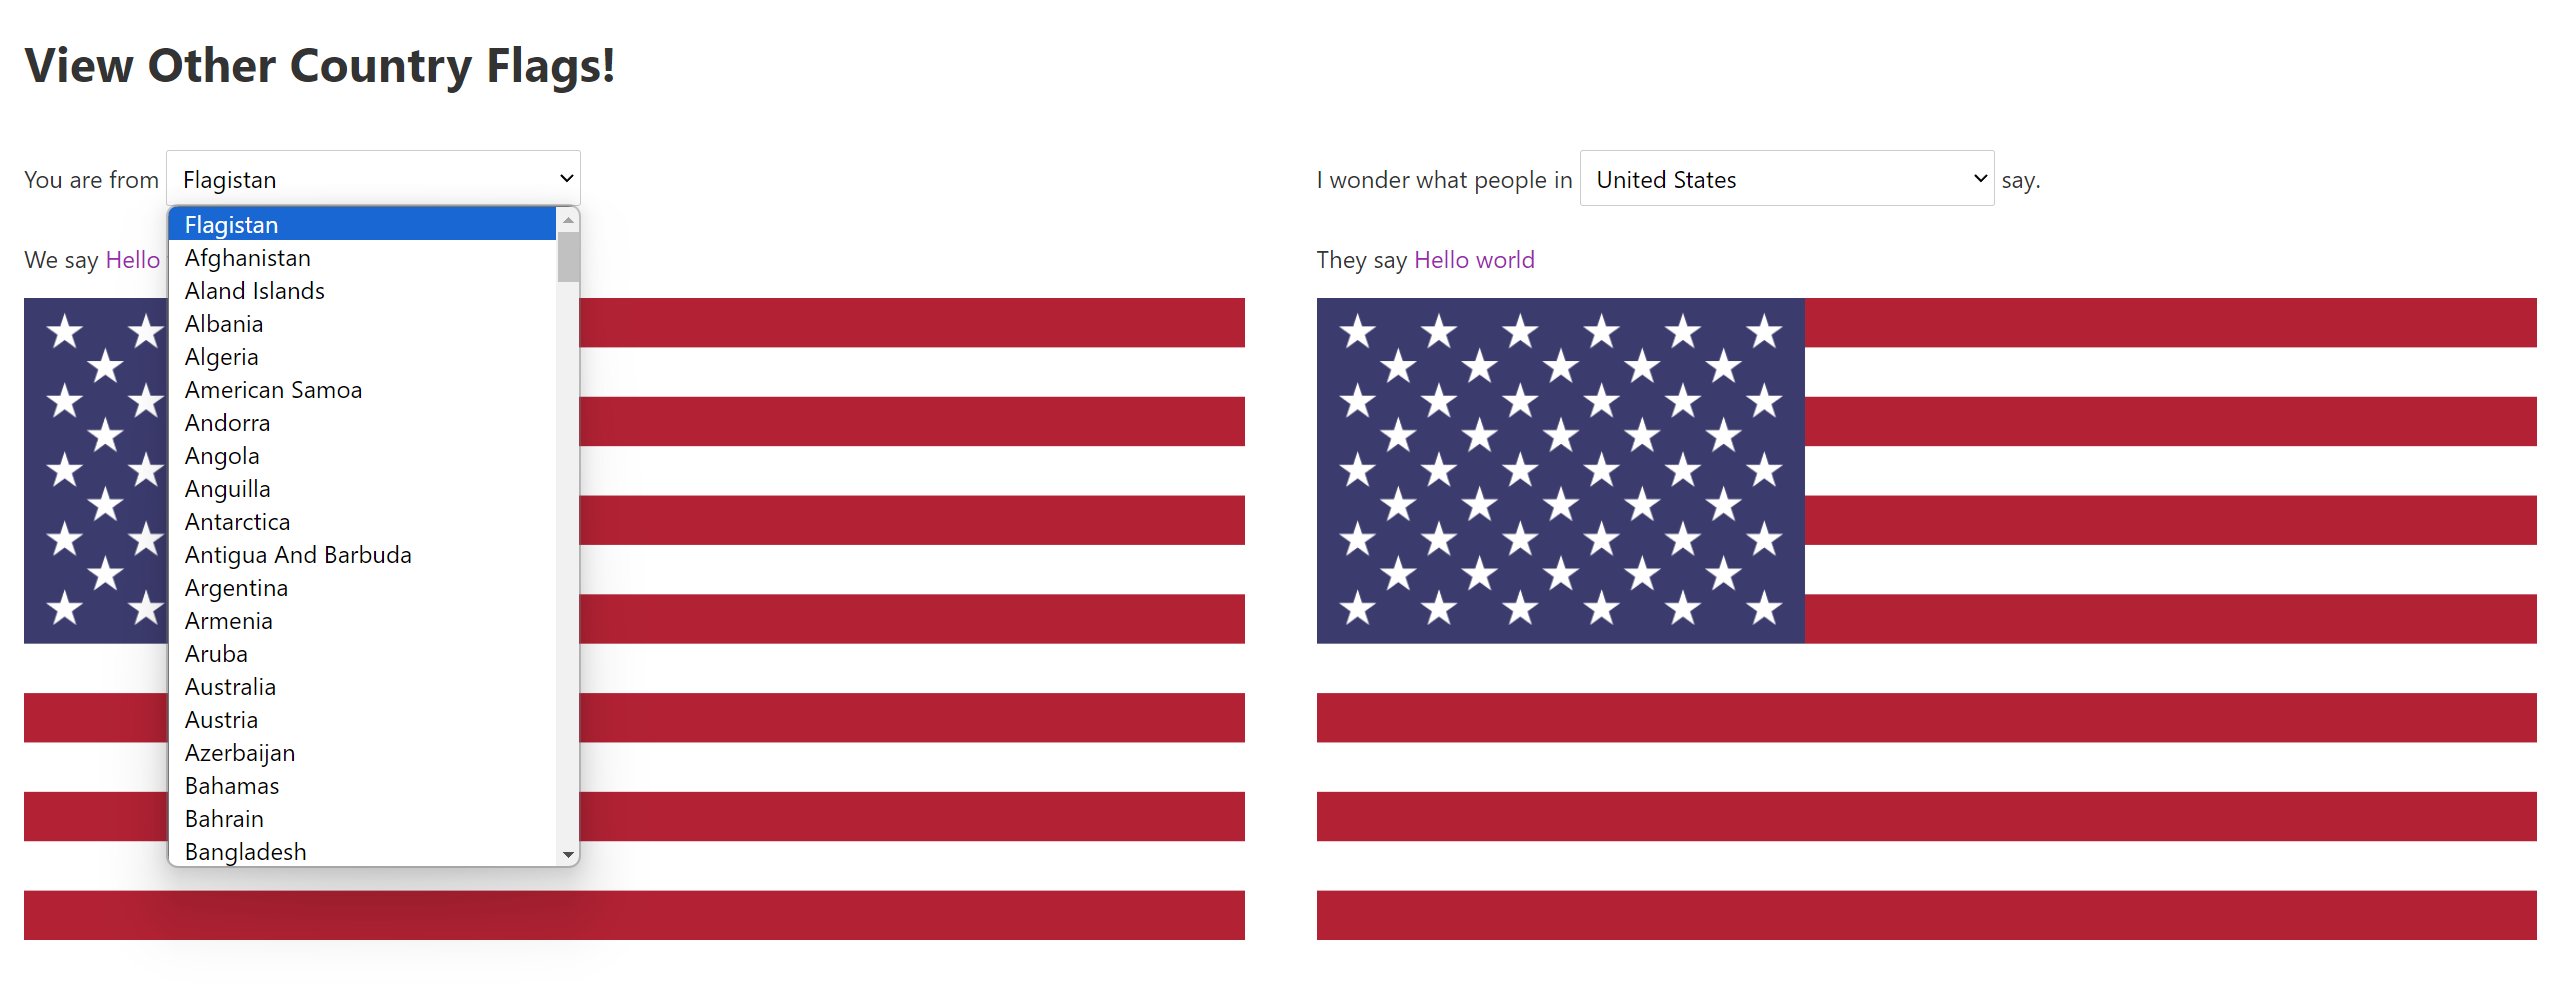 View Other Country Flags!
You are from Flagistan
I wonder what people in United States say.
Flagistan
Afghanistan
Aland Islands
Albania
Algeria
American Samoa
Andorra
Angola
Anguilla
Antarctica
Antigua And Barbuda
Argentina
Armenia
Aruba
Australia
Austria
Azerbaijan
Bahamas
Bahrain
Bangladesh
We say Hello
They say Hello world